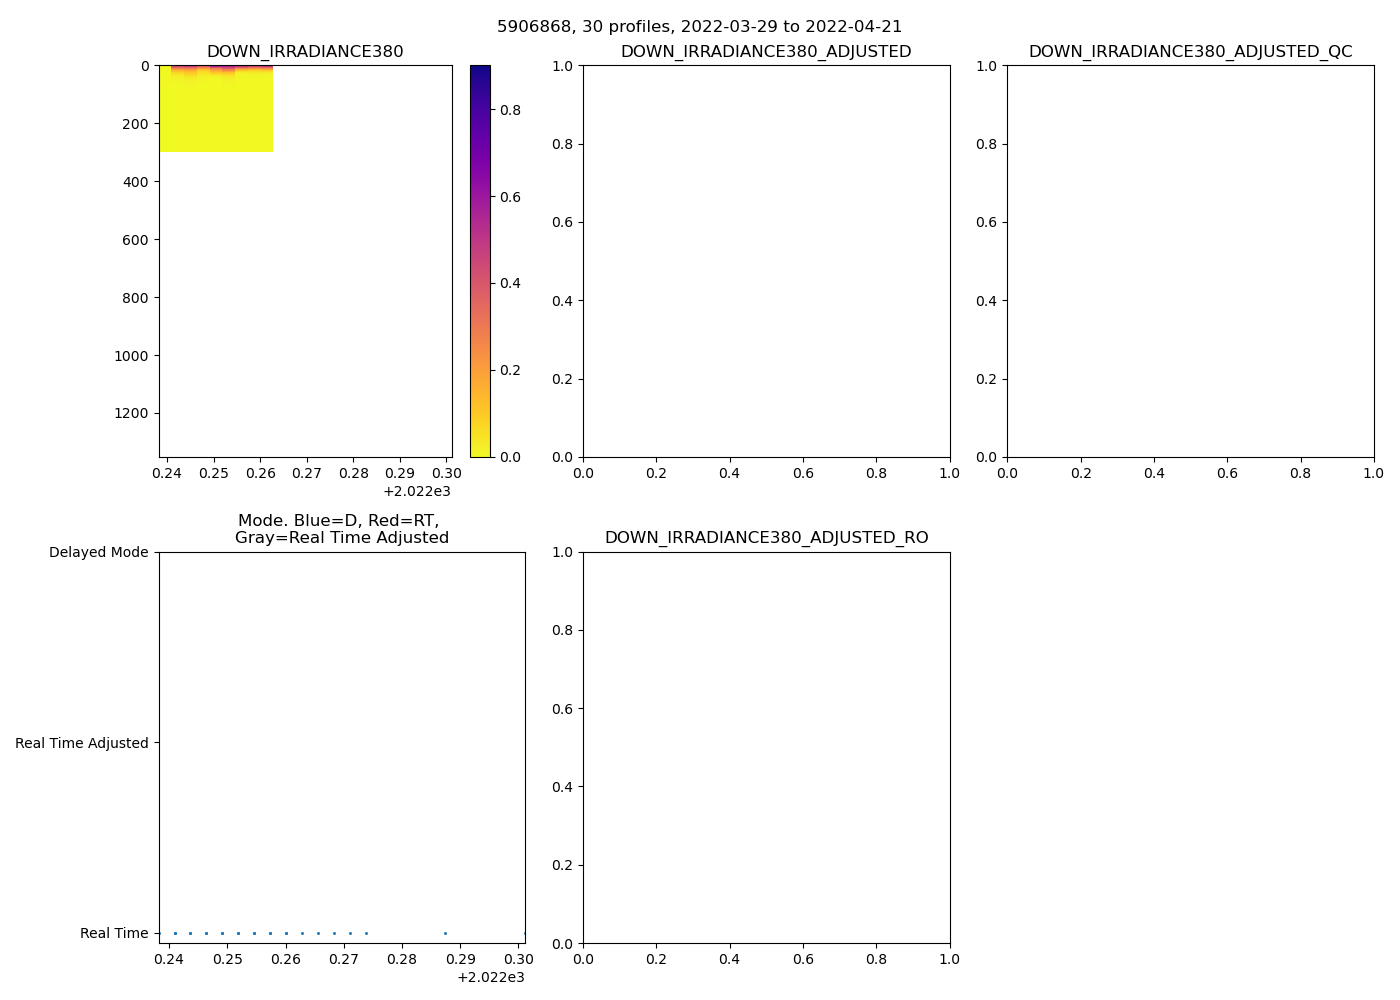 5906868, 30 profiles, 2022-03-29 to 2022-04-21
DOWN_IRRADIANCE380
0
200
400
600
800
1000
1200
0.24 0.25 0.26 0.27 0.28 0.29 0.30
+2.022e3
0.8
0.6
0.4
0.2
0.0
DOWN_IRRADIANCE380_ADJUSTED
1.0
0.8
0.6
0.4
0.2
0.0
0.0 0.2 0.4 0.6 0.8 1.0
DOWN_IRRADIANCE380_ADJUSTED_QC
1.0
0.8
0.6
0.4
0.2
0.0
0.0 0.2 0.4 0.6 0.8 1.0
Mode. Blue=D, Red=RT,
Gray=Real Time Adjusted
Delayed Mode
Real Time Adjusted
Real Time
0.24 0.25 0.26 0.27 0.28 0.29 0.30
+2.022e3
DOWN_IRRADIANCE380_ADJUSTED_RO
1.0
0.8
0.6
0.4
0.2
0.0
0.0 0.2 0.4 0.6 0.8 1.0